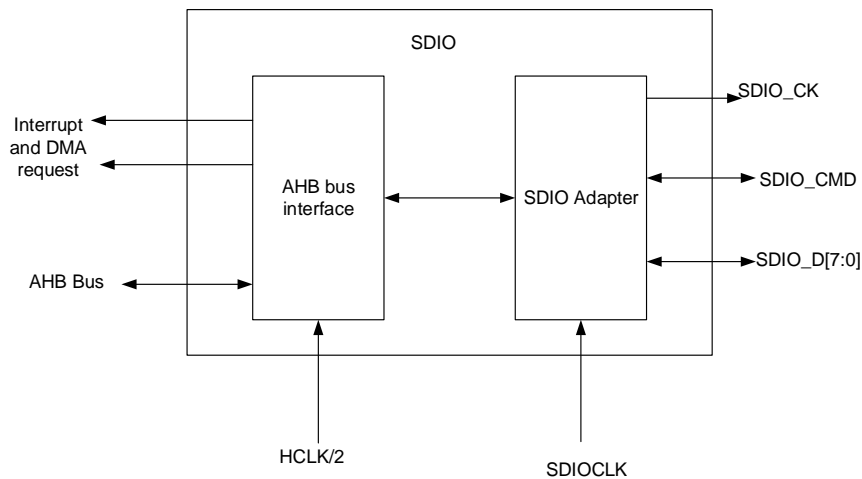 SDIO
SDIO_CK
Interrupt
and DMA
request
AHB bus
interface
SDIO Adapter
SDIO_CMD
SDIO_D[7:0]
AHB Bus
HCLK/2
SDIOCLK